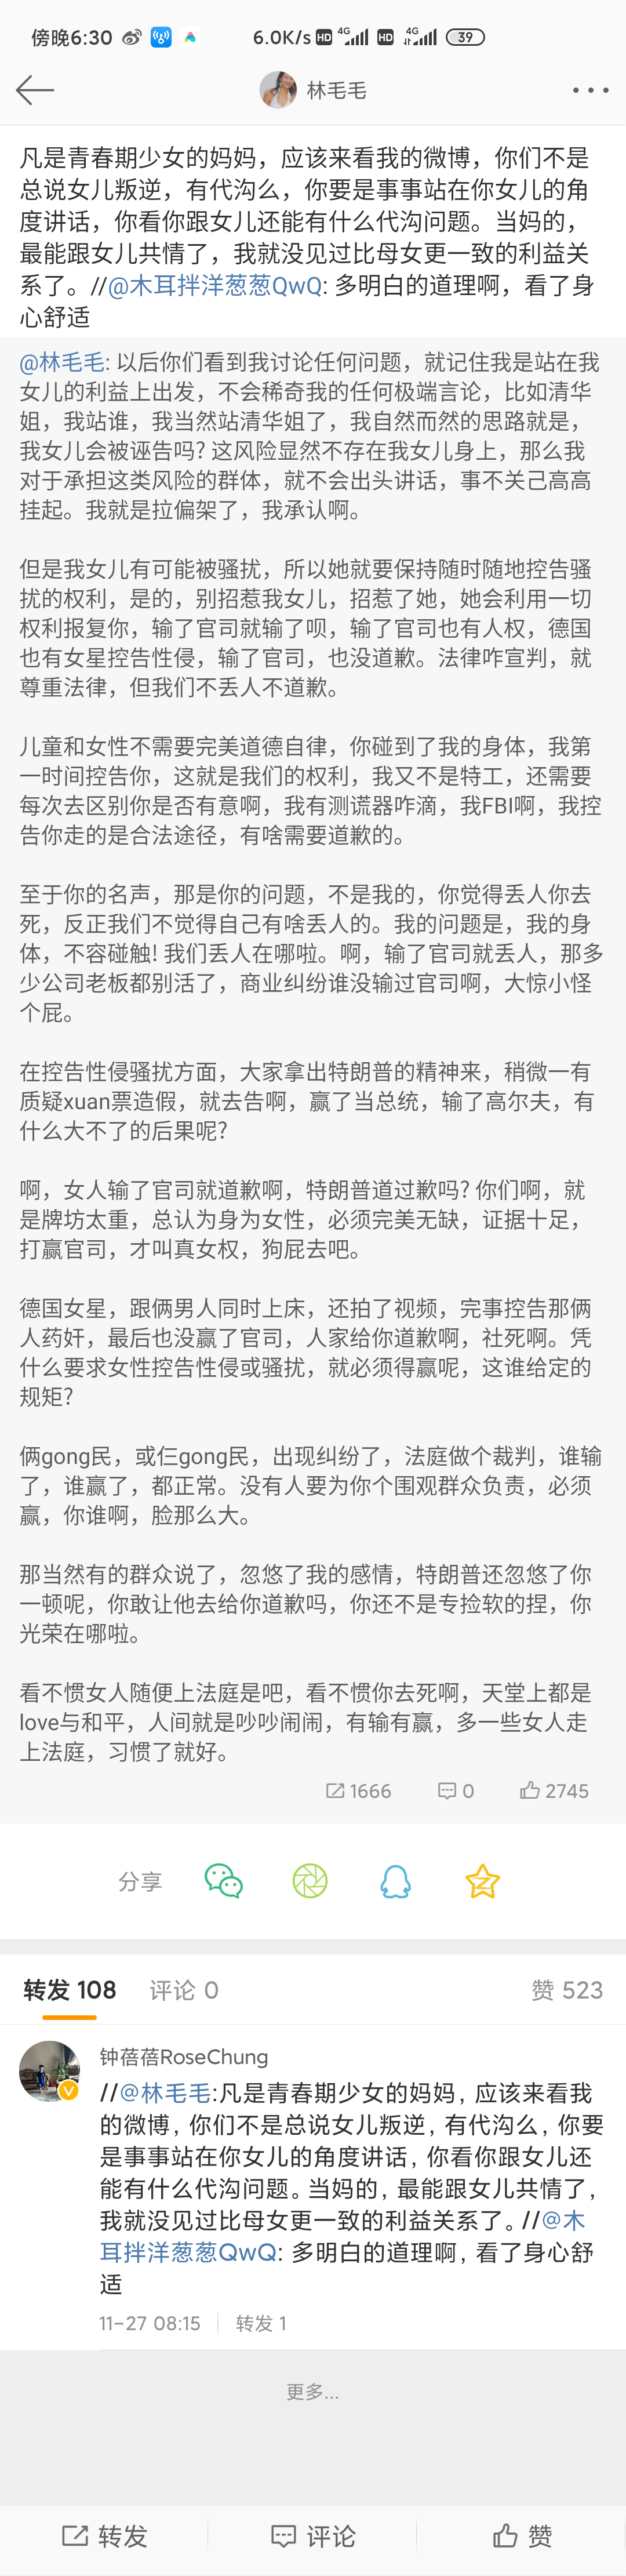 傍晚6:30
6.0K/s HD 4G HD 4G 39
林毛毛
凡是青春期少女的妈妈，应该来看我的微博，你们不是
总说女儿叛逆，有代沟么，你要是事事站在你女儿的角
度讲话，你看你跟女儿还能有什么代沟问题。当妈的，
最能跟女儿共情了，我就没见过比母女更一致的利益关
系了。//@木耳拌洋葱葱QwQ: 多明白的道理啊，看了身
心舒适
@林毛毛: 以后你们看到我讨论任何问题，就记住我是站在我
女儿的利益上出发，不会稀奇我的任何极端言论，比如清华
姐，我站谁，我当然站清华姐了，我自然而然的思路就是，
我女儿会被诬告吗? 这风险显然不存在我女儿身上，那么我
对于承担这类风险的群体，就不会出头讲话，事不关己高高
挂起。我就是拉偏架了，我承认啊。
但是我女儿有可能被骚扰，所以她就要保持随时随地控告骚
扰的权利，是的，别招惹我女儿，招惹了她，她会利用一切
权利报复你，输了官司就输了呗，输了官司也有人权，德国
也有女星控告性侵，输了官司，也没道歉。法律咋宣判，就
尊重法律，但我们不丢人不道歉。
儿童和女性不需要完美道德自律，你碰到了我的身体，我第
一时间控告你，这就是我们的权利，我又不是特工，还需要
每次去区别你是否有意啊，我有测谎器咋滴，我FBI啊，我控
告你走的是合法途径，有啥需要道歉的。
至于你的名声，那是你的问题，不是我的，你觉得丢人你去
死，反正我们不觉得自己有啥丢人的。我的问题是，我的身
体，不容碰触! 我们丢人在哪啦。啊，输了官司就丢人，那多
少公司老板都别活了，商业纠纷谁没输过官司啊，大惊小怪
个屁。
在控告性侵骚扰方面，大家拿出特朗普的精神来，稍微一有
质疑xuan票造假，就去告啊，赢了当总统，输了高尔夫，有
什么大不了的后果呢?
啊，女人输了官司就道歉啊，特朗普道过歉吗? 你们啊，就
是牌坊太重，总认为身为女性，必须完美无缺，证据十足，
打赢官司，才叫真女权，狗屁去吧。
德国女星，跟俩男人同时上床，还拍了视频，完事控告那俩
人药奸，最后也没赢了官司，人家给你道歉啊，社死啊。凭
什么要求女性控告性侵或骚扰，就必须得赢呢，这谁给定的
规矩?
俩gong民，或仨gong民，出现纠纷了，法庭做个裁判，谁输
了，谁赢了，都正常。没有人要为你个围观群众负责，必须
赢，你谁啊，脸那么大。
那当然有的群众说了，忽悠了我的感情，特朗普还忽悠了你
一顿呢，你敢让他去给你道歉吗，你还不是专捡软的捏，你
光荣在哪啦。
看不惯女人随便上法庭是吧，看不惯你去死啊，天堂上都是
love与和平，人间就是吵吵闹闹，有输有赢，多一些女人走
上法庭，习惯了就好。
1666 0 2745
分享
转发 108 评论 0 赞 523
钟蓓蓓RoseChung
//@林毛毛:凡是青春期少女的妈妈，应该来看我
的微博，你们不是总说女儿叛逆，有代沟么，你要
是事事站在你女儿的角度讲话，你看你跟女儿还
能有什么代沟问题。当妈的，最能跟女儿共情了，
我就没见过比母女更一致的利益关系了。//@木
耳拌洋葱葱QwQ: 多明白的道理啊，看了身心舒
适
11-27 08:15 转发 1
更多...
转发 评论 赞